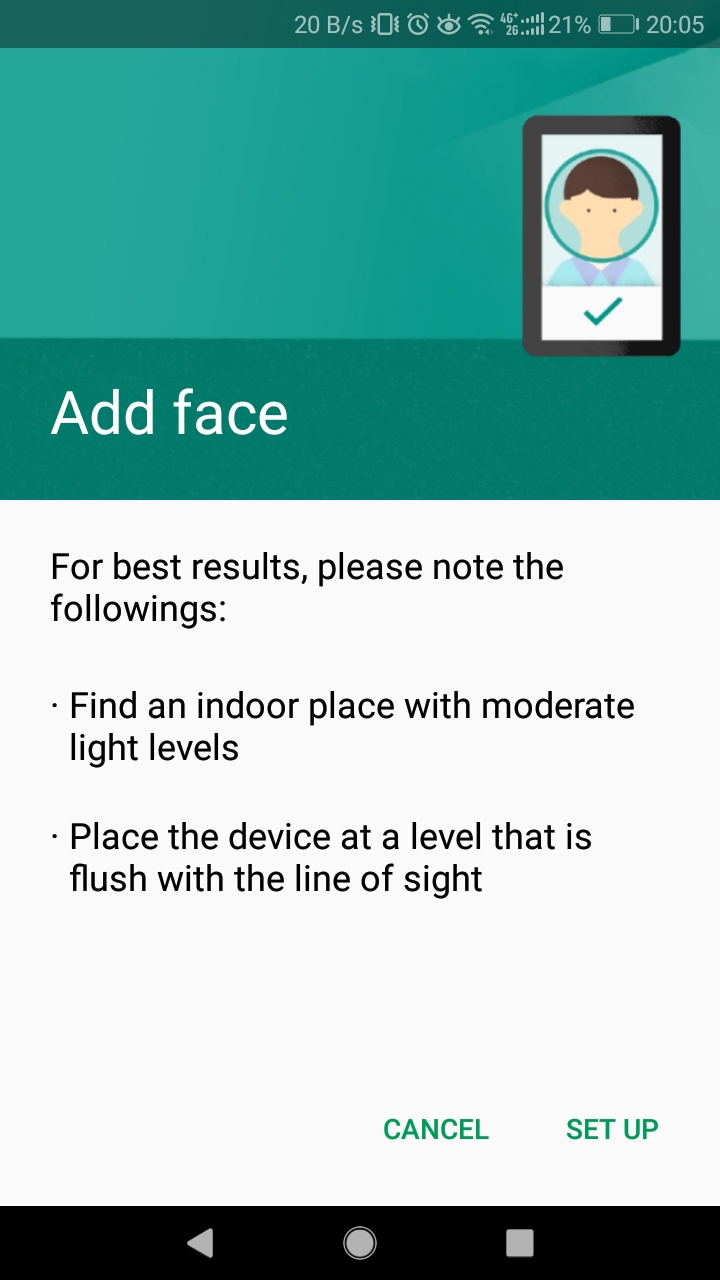 20 B/s 4G+ 2G 21% 20:05
Add face
For best results, please note the
followings:
· Find an indoor place with moderate
light levels
· Place the device at a level that is
flush with the line of sight
CANCEL SET UP